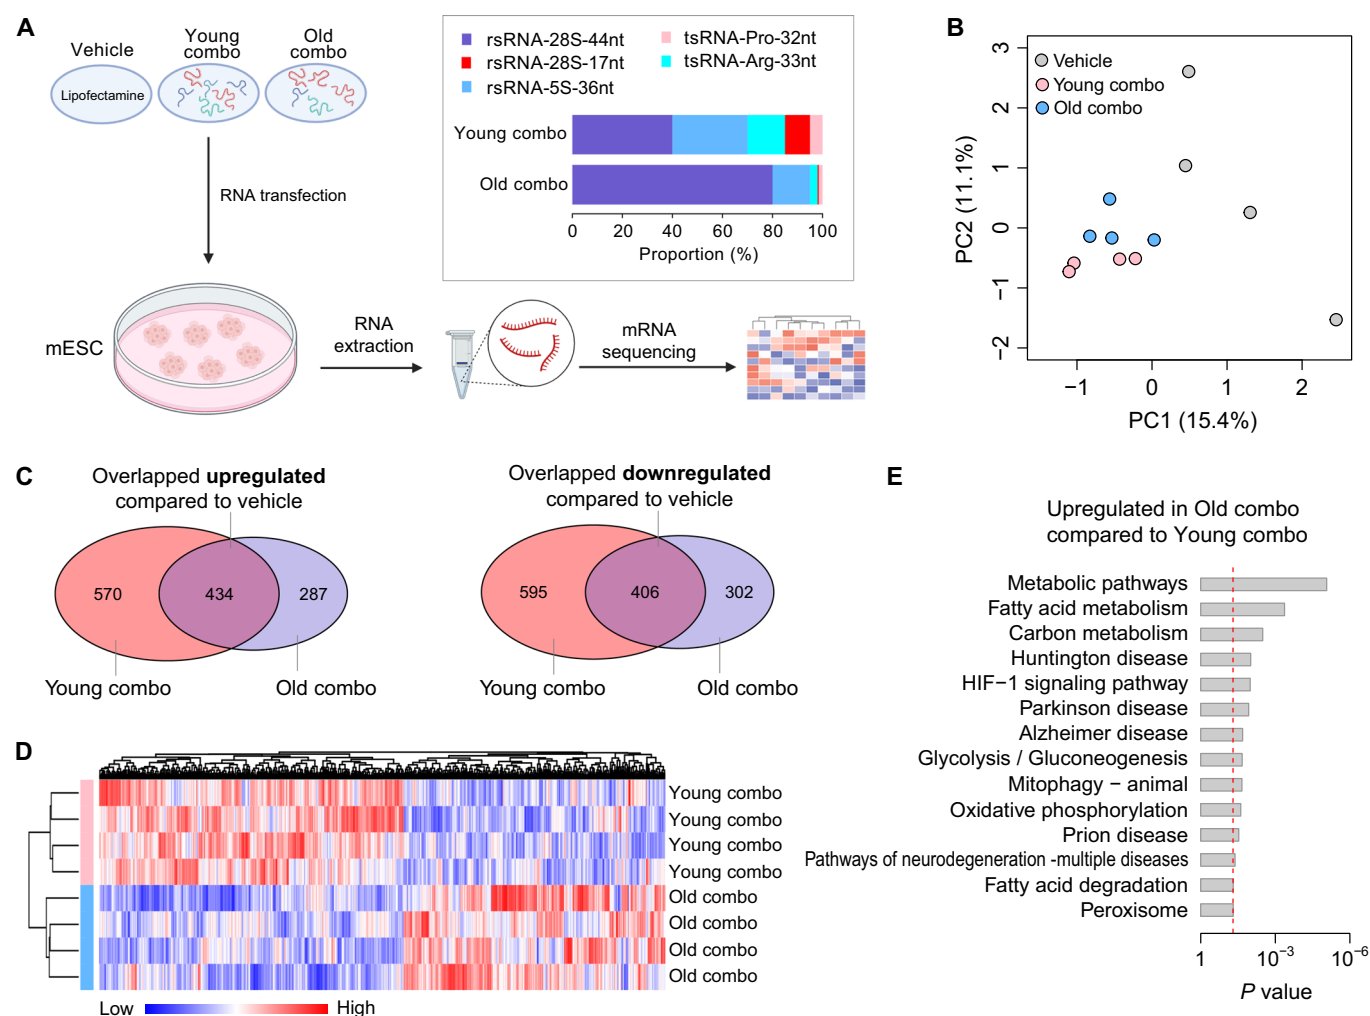 A
Vehicle
Young
combo
Old
combo
Lipofectamine
RNA transfection
mESC
RNA
extraction
mRNA
sequencing
rsRNA-28S-44nt
rsRNA-28S-17nt
rsRNA-5S-36nt
tsRNA-Pro-32nt
tsRNA-Arg-33nt
Young combo
Old combo
0 20 40 60 80 100
Proportion (%)
B
Vehicle
Young combo
Old combo
3
2
1
0
−1
−2
PC2 (11.1%)
−1 0 1 2
PC1 (15.4%)
C
Overlapped upregulated
compared to vehicle
570 434 287
Young combo Old combo
Overlapped downregulated
compared to vehicle
595 406 302
Young combo Old combo
D
Young combo
Young combo
Young combo
Young combo
Old combo
Old combo
Old combo
Old combo
Low High
E
Upregulated in Old combo
compared to Young combo
Metabolic pathways
Fatty acid metabolism
Carbon metabolism
Huntington disease
HIF−1 signaling pathway
Parkinson disease
Alzheimer disease
Glycolysis / Gluconeogenesis
Mitophagy − animal
Oxidative phosphorylation
Prion disease
Pathways of neurodegeneration -multiple diseases
Fatty acid degradation
Peroxisome
1 10−3 10−6
P value